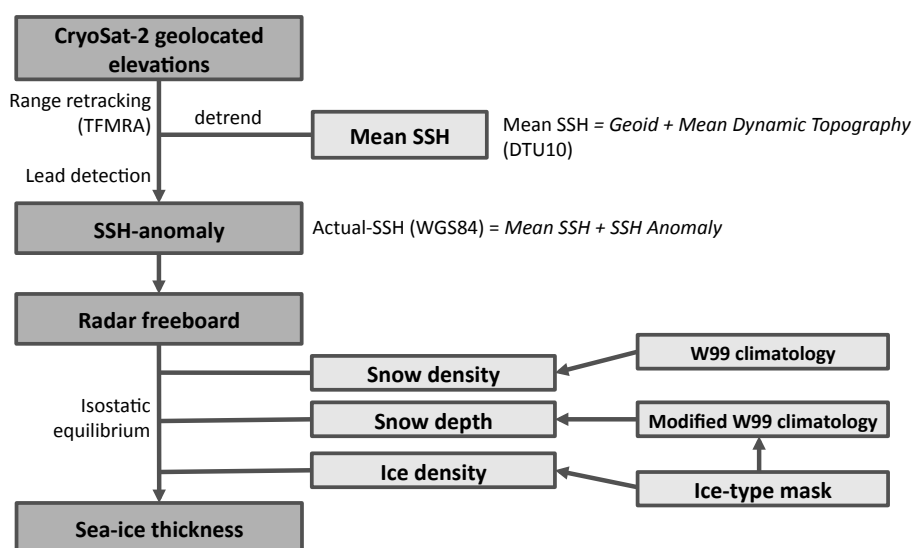 CryoSat-2 geolocated
elevations
Range retracking
(TFMRA)
detrend
Mean SSH
Mean SSH = Geoid + Mean Dynamic Topography
(DTU10)
Lead detection
SSH-anomaly
Actual-SSH (WGS84) = Mean SSH + SSH Anomaly
Radar freeboard
W99 climatology
Snow density
Isostatic
equilibrium
Snow depth
Modified W99 climatology
Ice density
Ice-type mask
Sea-ice thickness